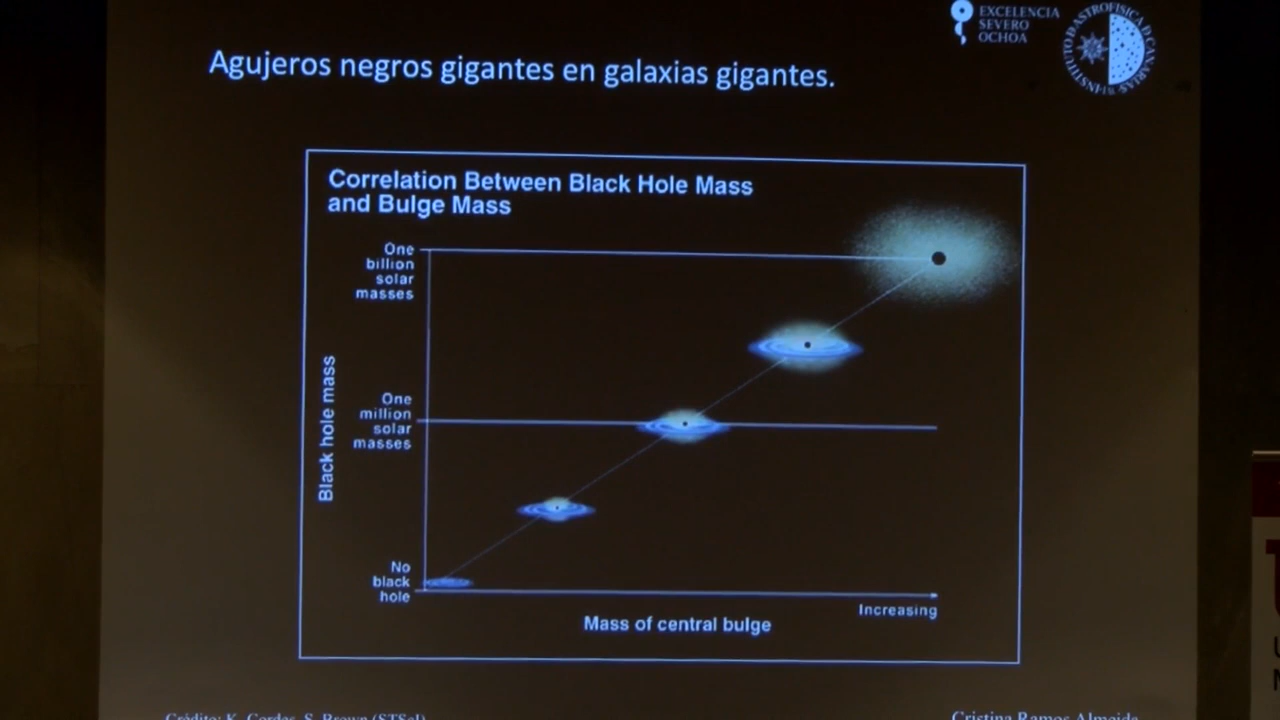 EXCELENCIA
SEVERO
OCHOA
INSTITUTO DE ASTROFISICA DE CANARIAS
Agujeros negros gigantes en galaxias gigantes.
Correlation Between Black Hole Mass
and Bulge Mass
One
billion
solar
masses
One
million
solar
masses
No
black
hole
Black hole mass
Increasing
Mass of central bulge
Crédito: K. Cordes, S. Brown (STScI)
Cristina Ramos Almeida